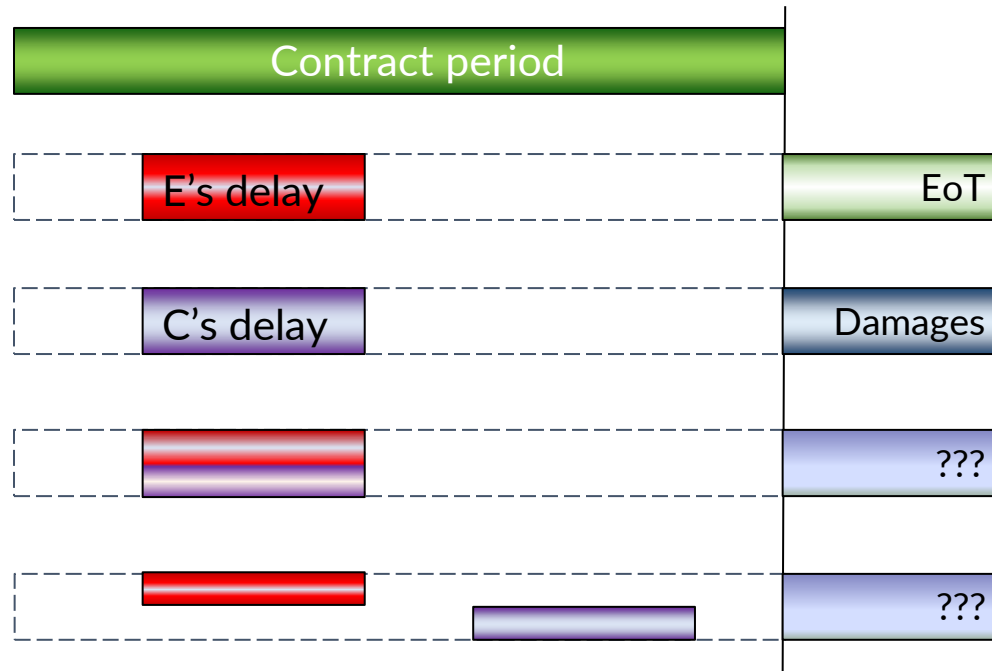 Contract period
E’s delay
EoT
C’s delay
Damages
???
???